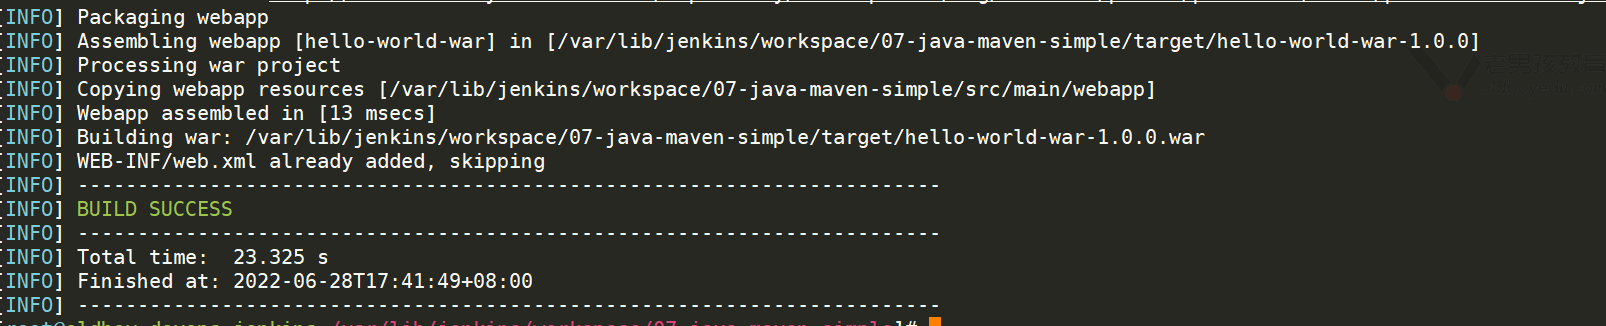 [INFO] Packaging webapp
[INFO] Assembling webapp [hello-world-war] in [/var/lib/jenkins/workspace/07-java-maven-simple/target/hello-world-war-1.0.0]
[INFO] Processing war project
[INFO] Copying webapp resources [/var/lib/jenkins/workspace/07-java-maven-simple/src/main/webapp]
[INFO] Webapp assembled in [13 msecs]
[INFO] Building war: /var/lib/jenkins/workspace/07-java-maven-simple/target/hello-world-war-1.0.0.war
[INFO] WEB-INF/web.xml already added, skipping
[INFO] ------------------------------------------------------------------------
[INFO] BUILD SUCCESS
[INFO] ------------------------------------------------------------------------
[INFO] Total time:  23.325 s
[INFO] Finished at: 2022-06-28T17:41:49+08:00
[INFO] ------------------------------------------------------------------------